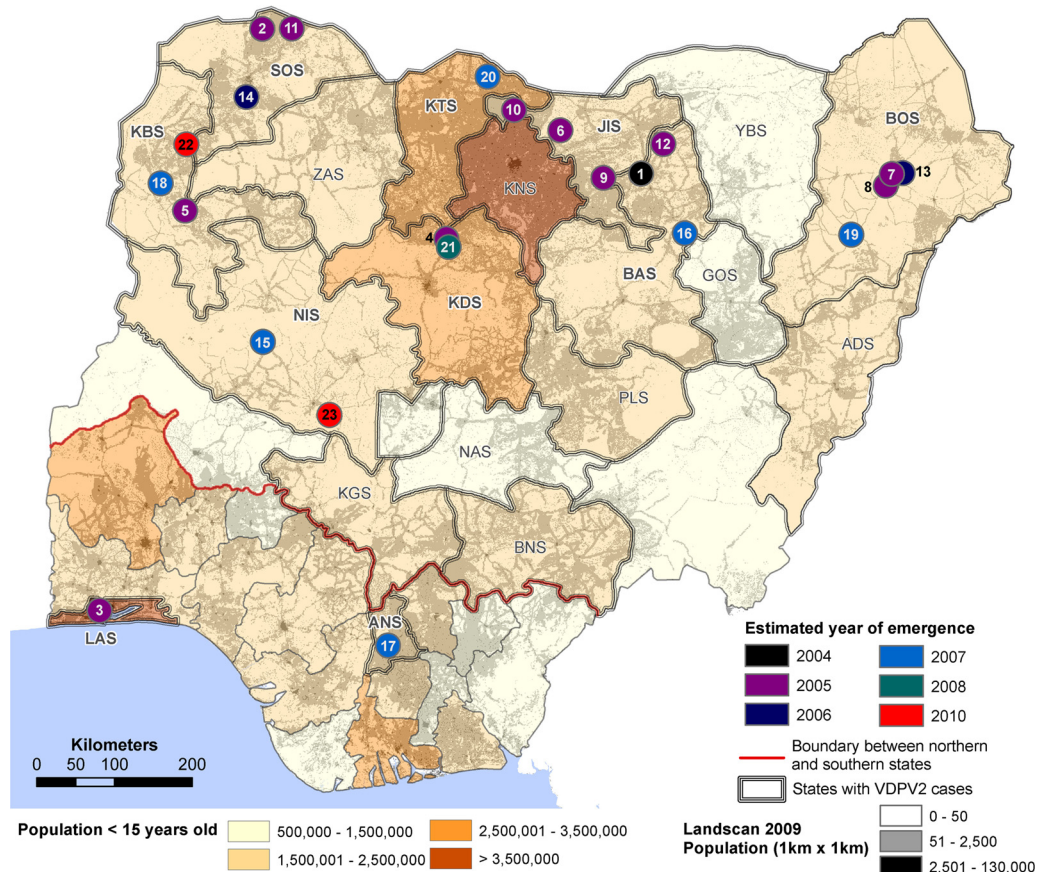 2
11
SOS
20
14
KTS
10
BOS
KBS
6
JIS
YBS
22
12
ZAS
KNS
9
1
7
13
18
8
5
4
16
19
21
BAS
GOS
KDS
NIS
15
ADS
PLS
23
NAS
KGS
BNS
3
ANS
LAS
17
Estimated year of emergence
2004
2007
2005
2008
2006
2010
Boundary between northern
and southern states
States with VDPV2 cases
Kilometers
0 50 100 200
Population < 15 years old
500,000 - 1,500,000
2,500,001 - 3,500,000
1,500,001 - 2,500,000
> 3,500,000
Landscan 2009
Population (1km x 1km)
0 - 50
51 - 2,500
2,501 - 130,000